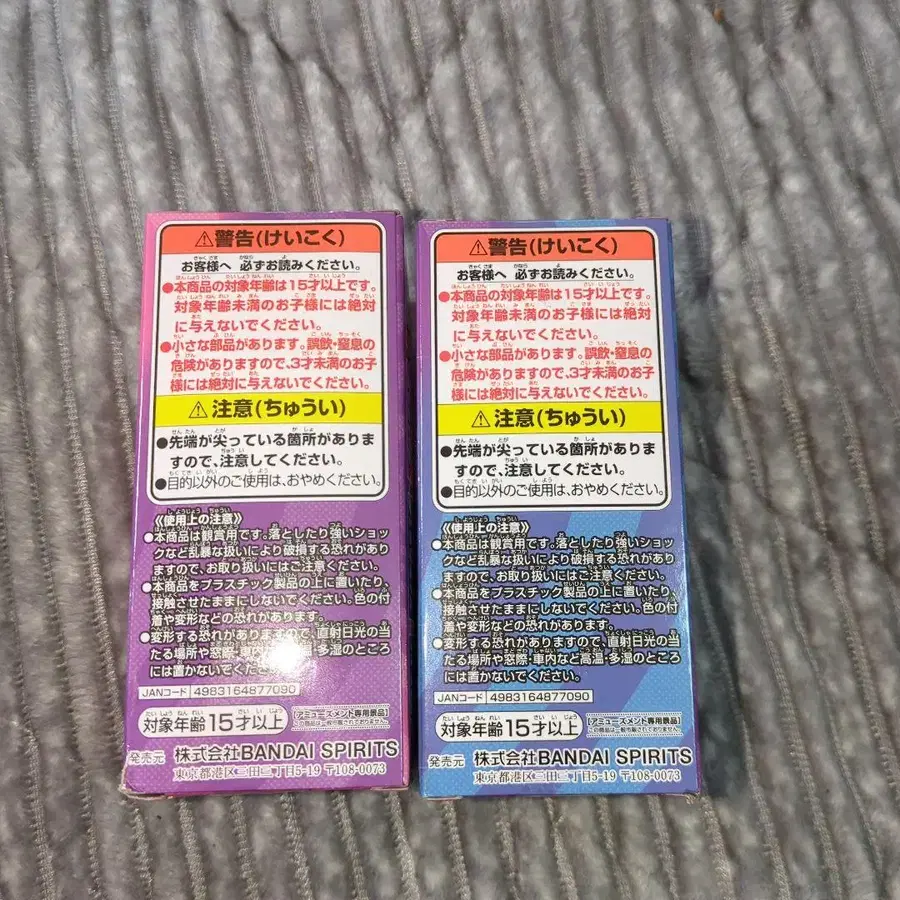 ⚠警告(けいこく)
お客様へ 必ずお読みください。
●本商品の対象年齢は15才以上です。
対象年齢未満のお子様には絶対
に与えないでください。
●小さな部品があります。誤飲・窒息の
危険がありますので、3才未満のお子
様には絶対に与えないでください。
⚠注意(ちゅうい)
●先端が尖っている箇所がありま
すので、注意してください。
●目的以外のご使用は、おやめください。
《使用上の注意》
●本商品は観賞用です。落としたり強いショッ
クなど乱暴な扱いにより破損する恐れがあり
ますので、お取り扱いにはご注意ください。
●本商品をプラスチック製品の上に置いたり、
接触させたままにしないでください。色の付
着や変形などの恐れがあります。
●変形する恐れがありますので、直射日光の当
たる場所や窓際・車内など高温・多湿のところ
には置かないでください。
JANコード 4983164877090
対象年齢15才以上
【アミューズメント専用景品】
この商品は一般市販されておりません。
発売元 株式会社BANDAI SPIRITS
東京都港区三田三丁目5-19 〒108-0073
⚠警告(けいこく)
お客様へ 必ずお読みください。
●本商品の対象年齢は15才以上です。
対象年齢未満のお子様には絶対
に与えないでください。
●小さな部品があります。誤飲・窒息の
危険がありますので、3才未満のお子
様には絶対に与えないでください。
⚠注意(ちゅうい)
●先端が尖っている箇所がありま
すので、注意してください。
●目的以外のご使用は、おやめください。
《使用上の注意》
●本商品は観賞用です。落としたり強いショッ
クなど乱暴な扱いにより破損する恐れがあり
ますので、お取り扱いにはご注意ください。
●本商品をプラスチック製品の上に置いたり、
接触させたままにしないでください。色の付
着や変形などの恐れがあります。
●変形する恐れがありますので、直射日光の当
たる場所や窓際・車内など高温・多湿のところ
には置かないでください。
JANコード 4983164877090
対象年齢15才以上
【アミューズメント専用景品】
この商品は一般市販されておりません。
発売元 株式会社BANDAI SPIRITS
東京都港区三田三丁目5-19 〒108-0073